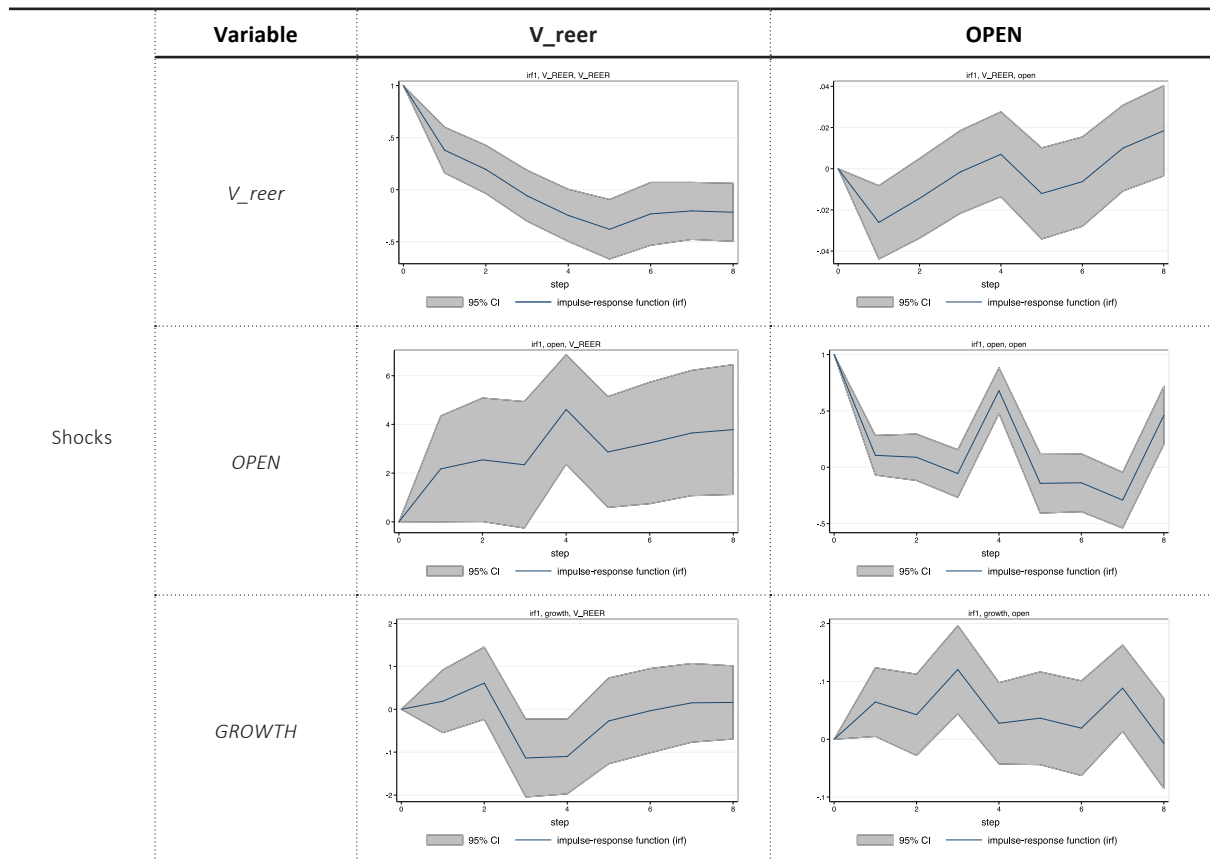 Variable V_reer OPEN
Shocks
V_reer
irf1, V_REER, V_REER
1
.5
0
-.5
0 2 4 6 8
step
95% CI impulse-response function (irf)
irf1, V_REER, open
.04
.02
0
-.02
-.04
0 2 4 6 8
step
95% CI impulse-response function (irf)
OPEN
irf1, open, V_REER
6
4
2
0
0 2 4 6 8
step
95% CI impulse-response function (irf)
irf1, open, open
1
.5
0
-.5
0 2 4 6 8
step
95% CI impulse-response function (irf)
GROWTH
irf1, growth, V_REER
2
1
0
-1
-2
0 2 4 6 8
step
95% CI impulse-response function (irf)
irf1, growth, open
.2
.1
0
-.1
0 2 4 6 8
step
95% CI impulse-response function (irf)